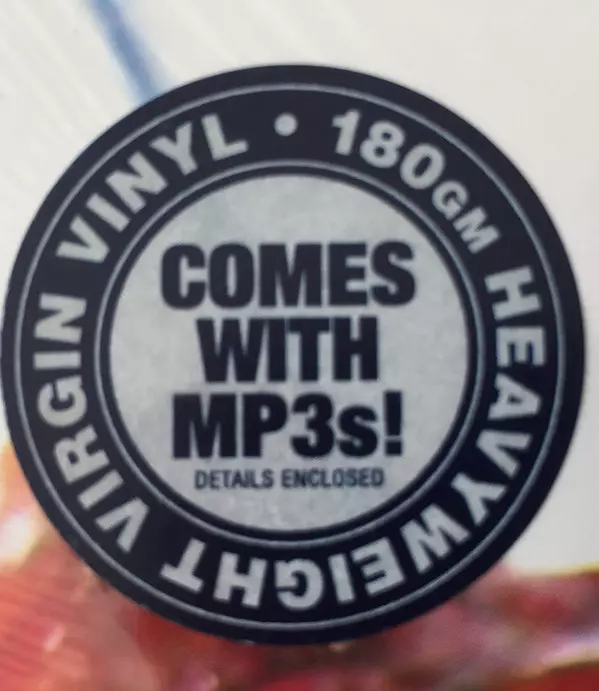 180GM HEAVYWEIGHT VIRGIN VINYL •
COMES
WITH
MP3s!
DETAILS ENCLOSED